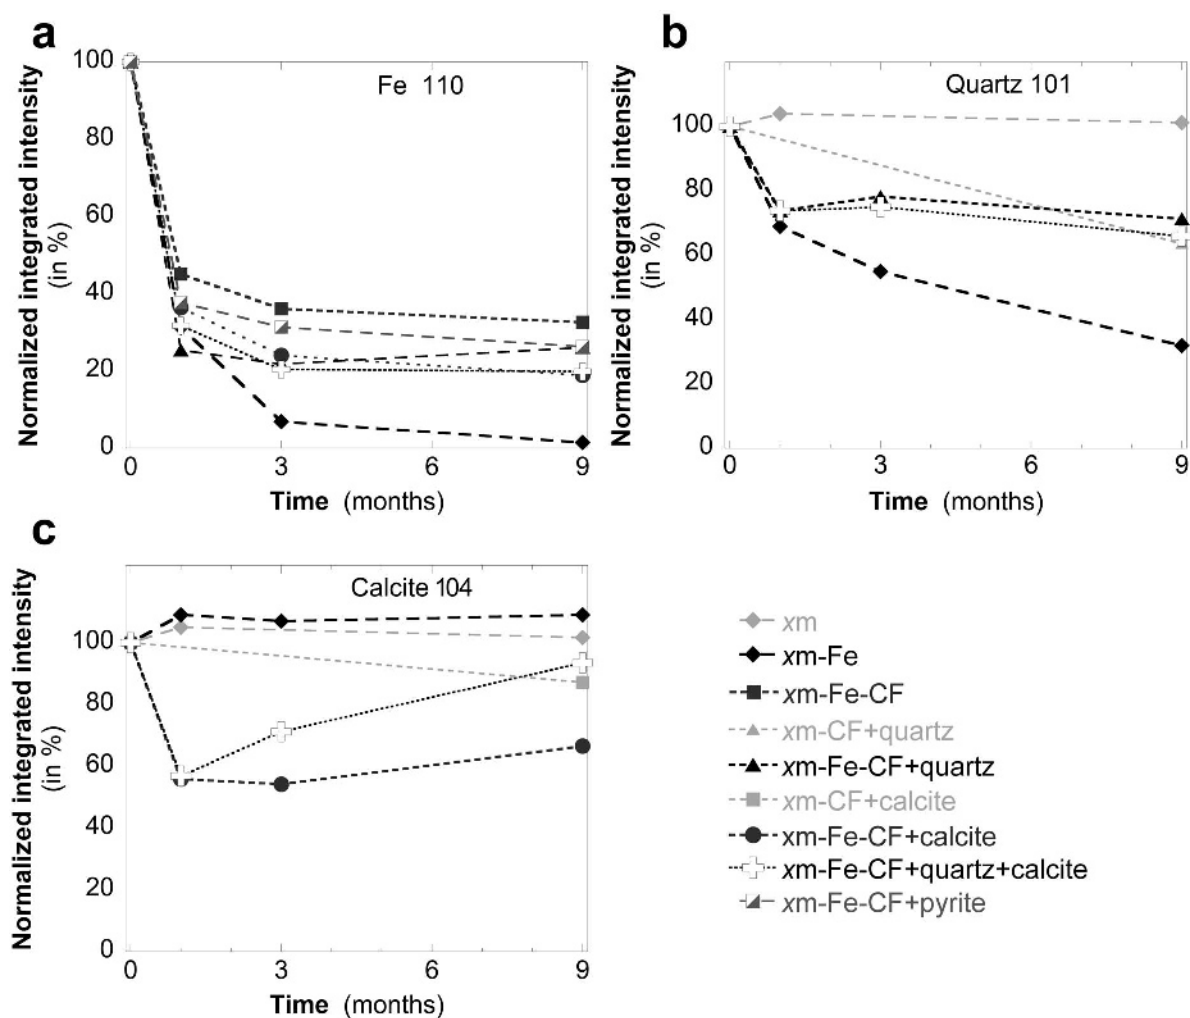 a
Normalized integrated intensity
(in %)
Fe 110
100
80
60
40
20
0
0 3 6 9
Time (months)
b
Normalized integrated intensity
(in %)
Quartz 101
100
80
60
40
20
0
0 3 6 9
Time (months)
c
Normalized integrated intensity
(in %)
Calcite 104
100
80
60
40
20
0
0 3 6 9
Time (months)
xm
xm-Fe
xm-Fe-CF
xm-CF+quartz
xm-Fe-CF+quartz
xm-CF+calcite
xm-Fe-CF+calcite
xm-Fe-CF+quartz+calcite
xm-Fe-CF+pyrite